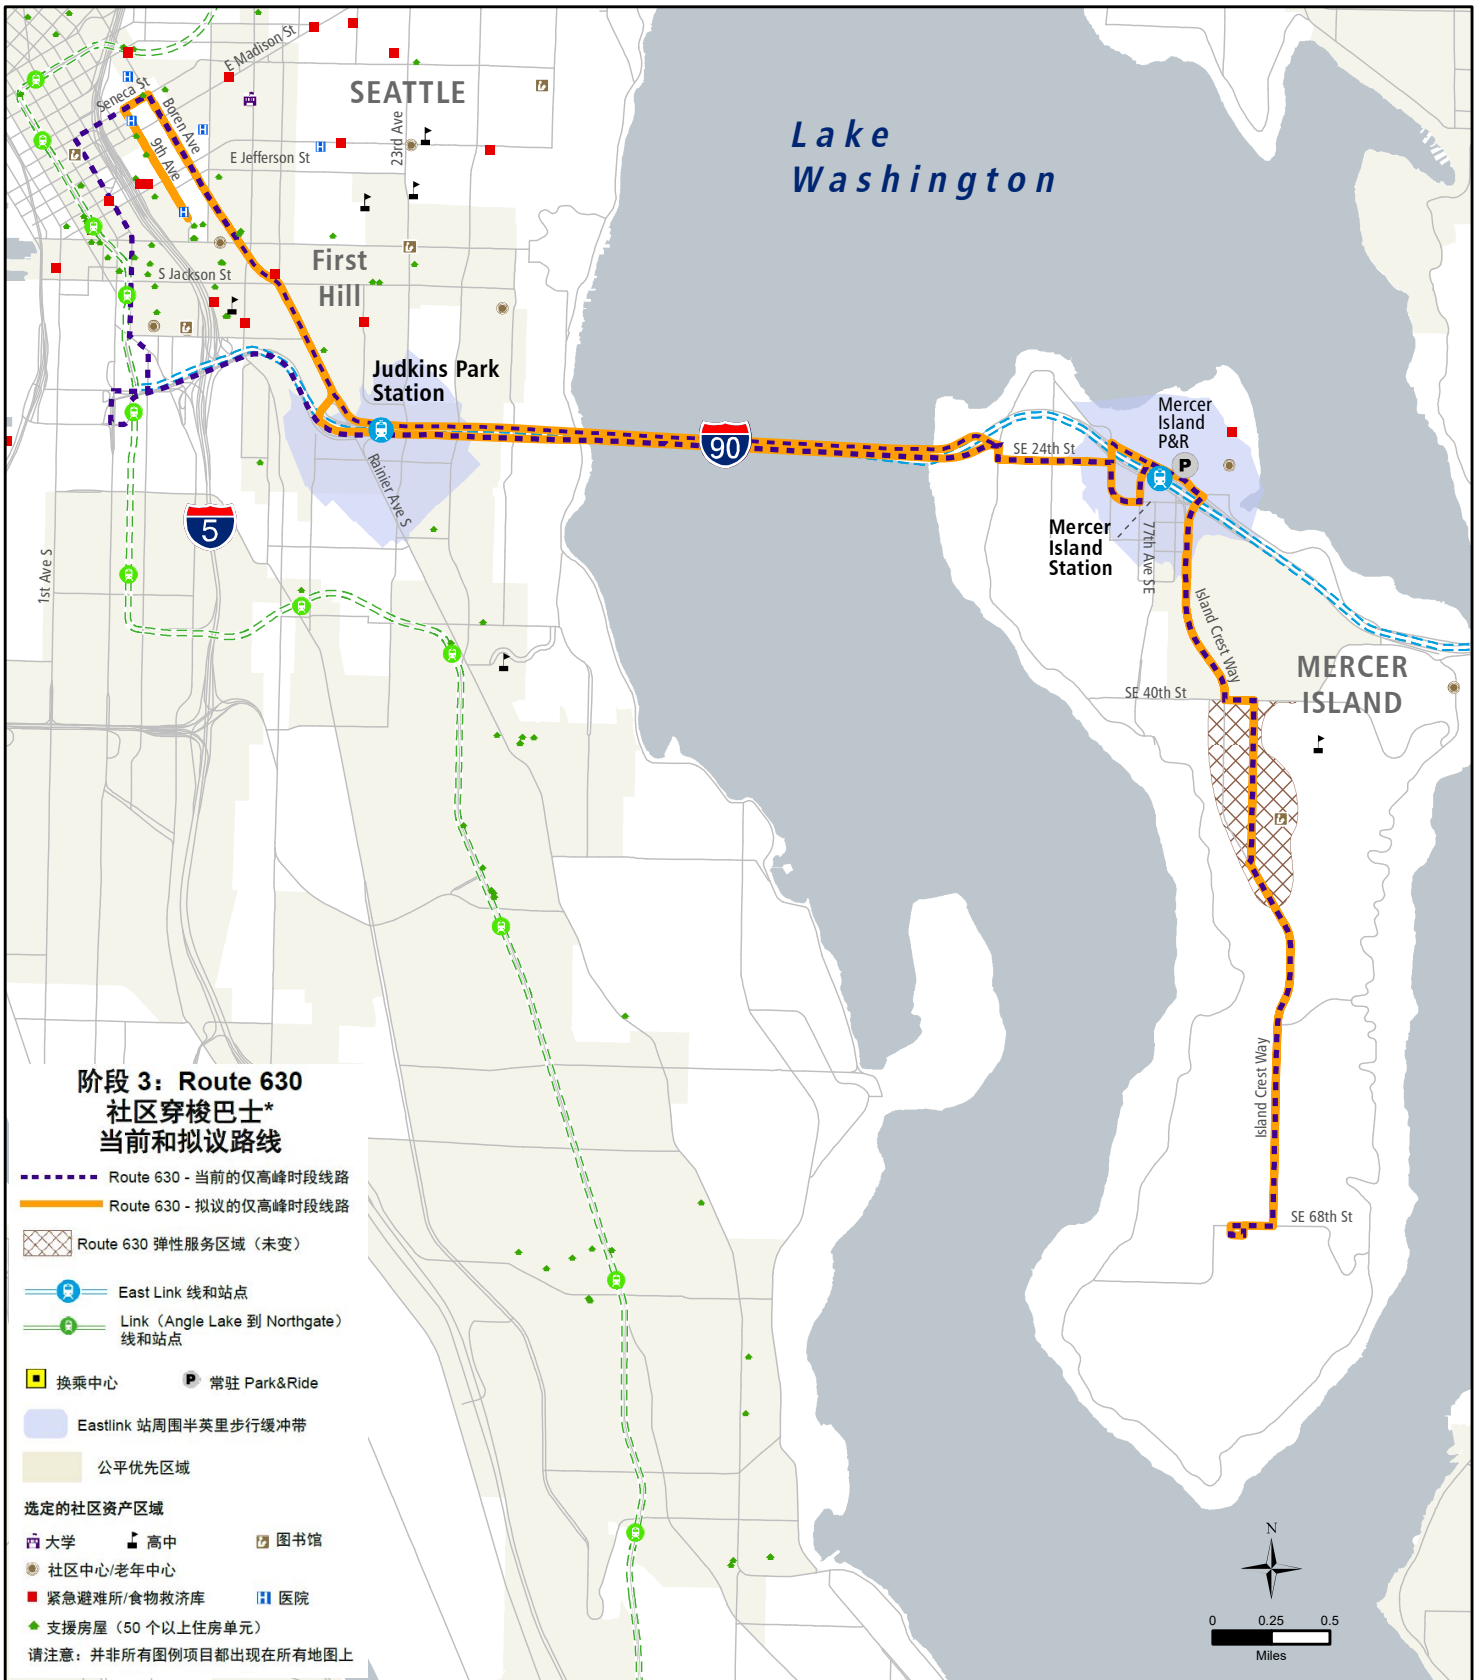 E Madison St
Seneca St
Boren Ave
9th Ave
SEATTLE
23rd Ave
E Jefferson St
Lake
Washington
First
Hill
S Jackson St
Judkins Park
Station
90
Mercer
Island
P&R
P
SE 24th St
Rainier Ave S
5
Mercer
Island
Station
77th Ave SE
1st Ave S
Island Crest Way
MERCER
ISLAND
SE 40th St
Island Crest Way
SE 68th St
阶段 3：Route 630
社区穿梭巴士*
当前和拟议路线
Route 630 - 当前的仅高峰时段线路
Route 630 - 拟议的仅高峰时段线路
Route 630 弹性服务区域（未变）
East Link 线和站点
Link（Angle Lake 到 Northgate）
线和站点
换乘中心 P 常驻 Park&Ride
Eastlink 站周围半英里步行缓冲带
公平优先区域
选定的社区资产区域
大学 高中 图书馆
社区中心/老年中心
紧急避难所/食物救济库 H 医院
支援房屋（50 个以上住房单元）
请注意：并非所有图例项目都出现在所有地图上
N
0 0.25 0.5
Miles